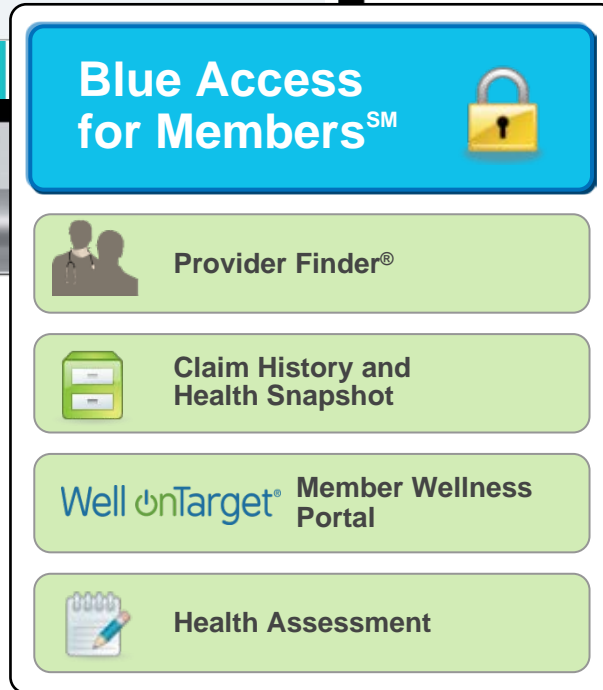 Blue Access
for Members℠
Provider Finder®
Claim History and
Health Snapshot
Well onTarget® Member Wellness
Portal
Health Assessment